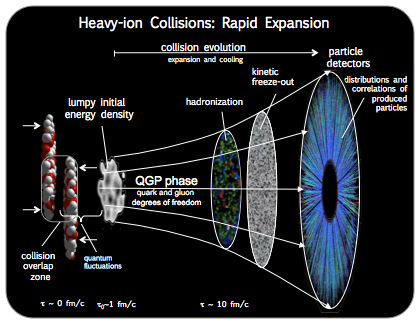 Heavy-ion Collisions: Rapid Expansion
collision evolution
expansion and cooling
particle
detectors
kinetic
freeze-out
distributions and
correlations of
produced
particles
lumpy initial
energy density
hadronization
QGP phase
quark and gluon
degrees of freedom
collision
overlap
zone
quantum
fluctuations
τ ~ 0 fm/c
τ₀~1 fm/c
τ ~ 10 fm/c